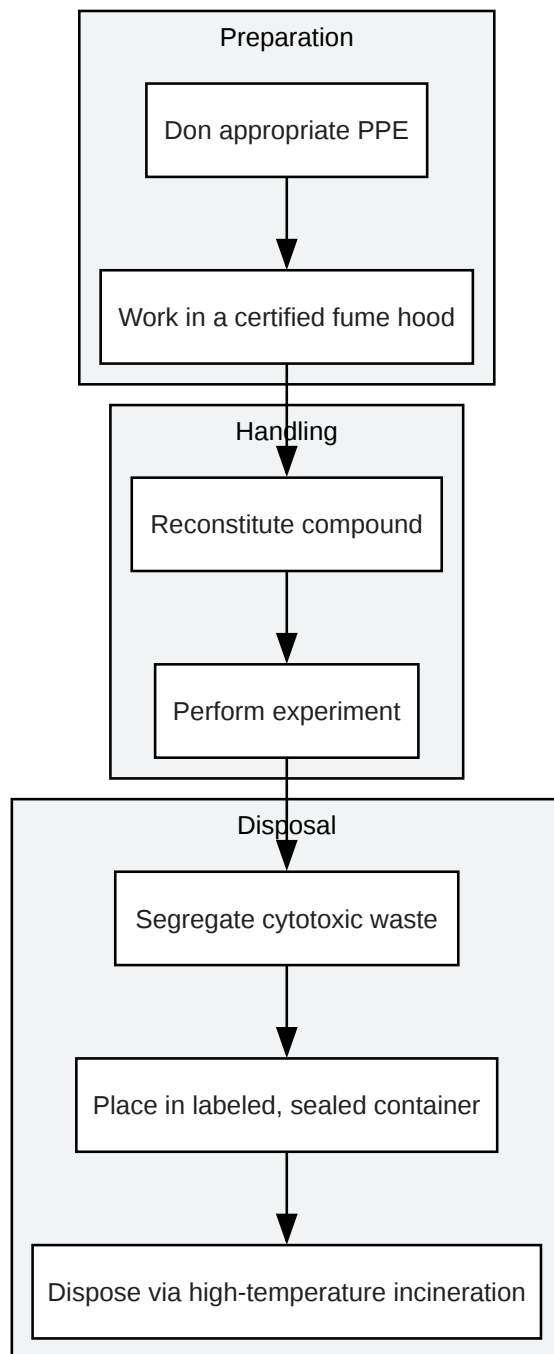 Preparation
Don appropriate PPE
Work in a certified fume hood
Handling
Reconstitute compound
Perform experiment
Disposal
Segregate cytotoxic waste
Place in labeled, sealed container
Dispose via high-temperature incineration